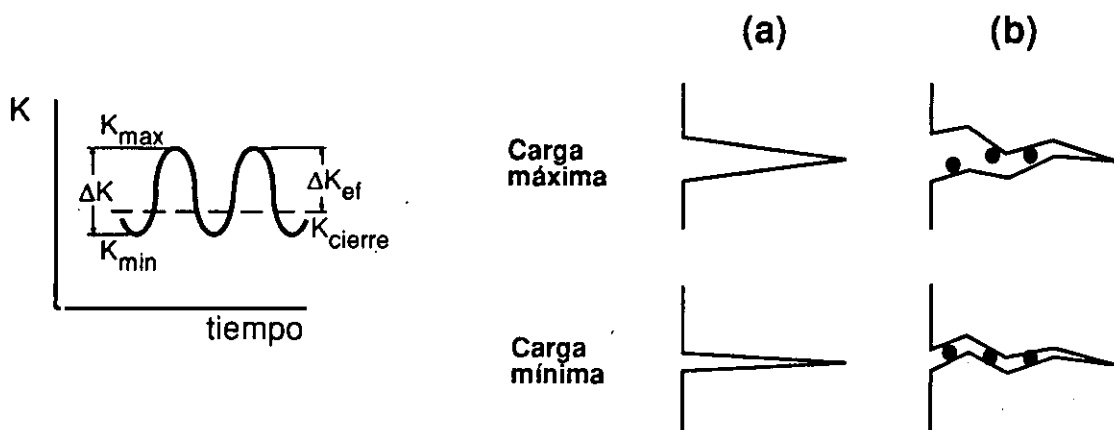 K
K_max
ΔK
ΔK_ef
K_cierre
K_min
tiempo
(a)
(b)
Carga
máxima
Carga
mínima